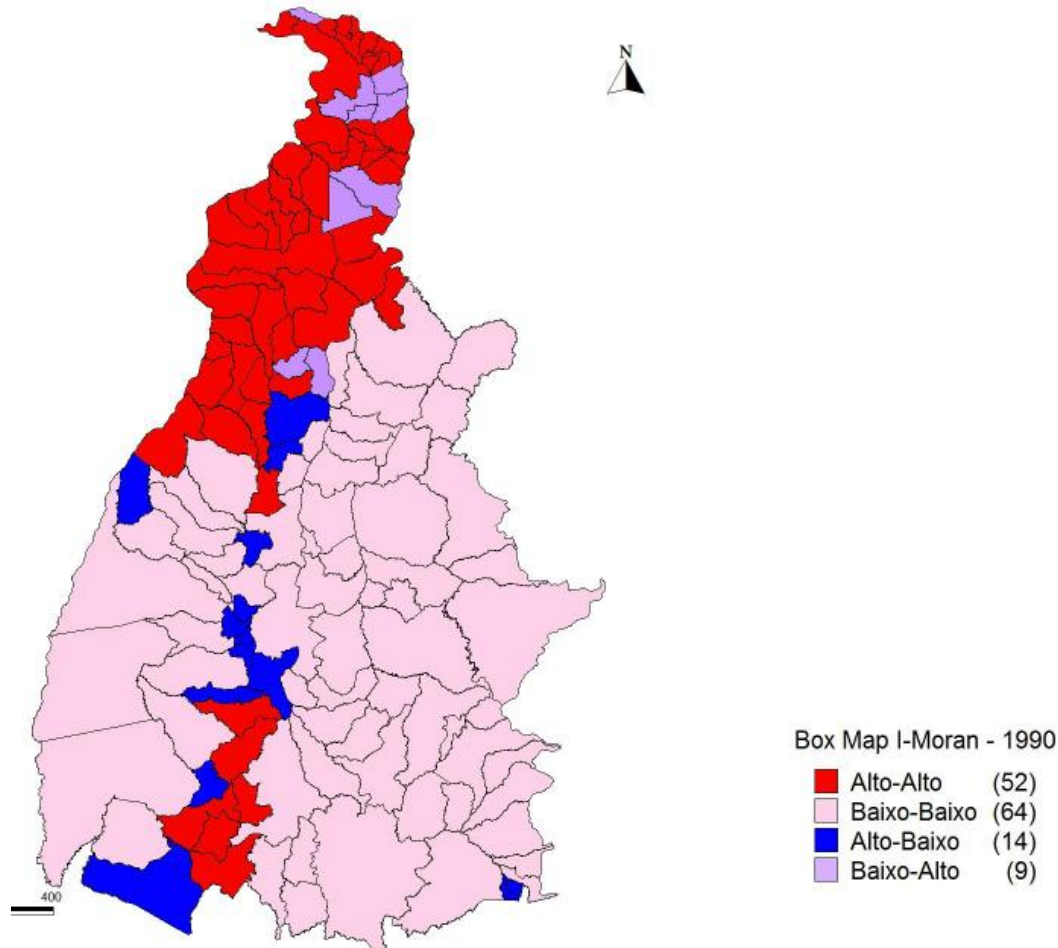 N
Box Map I-Moran - 1990
Alto-Alto (52)
Baixo-Baixo (64)
Alto-Baixo (14)
Baixo-Alto (9)
400